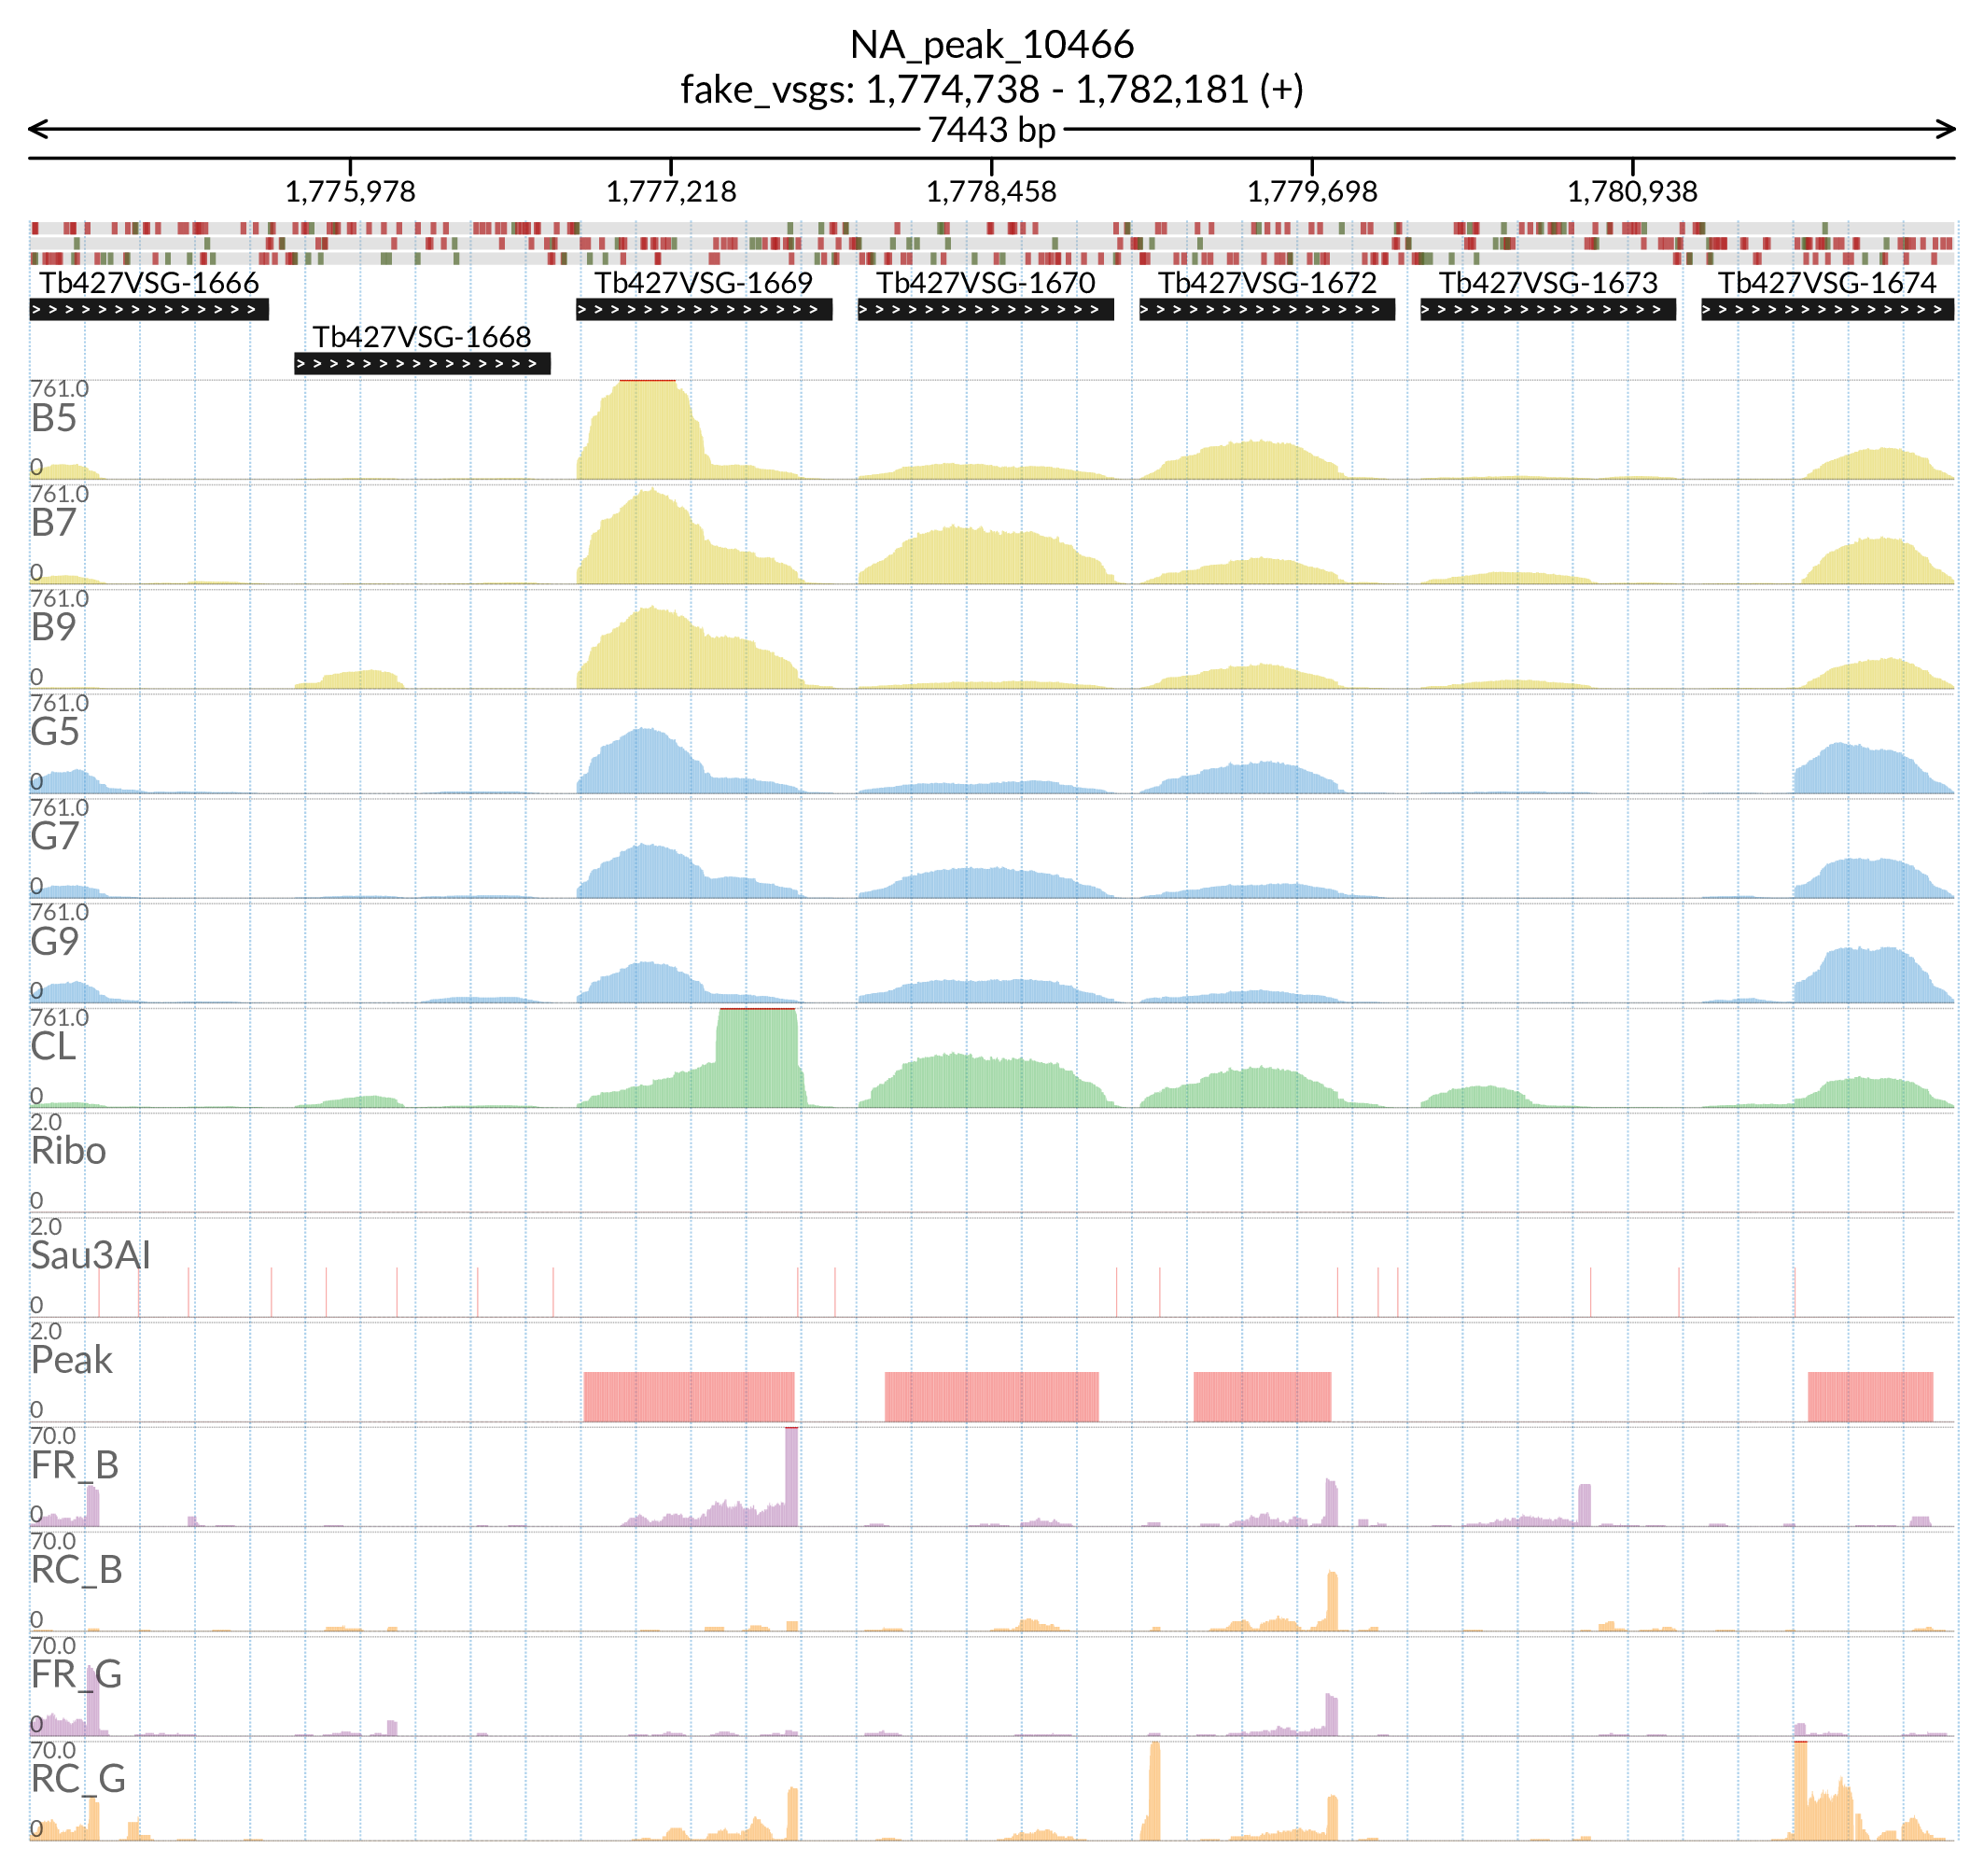 NA_peak_10466
fake_vsgs: 1,774,738 - 1,782,181 (+)
7443 bp
1,775,978 1,777,218 1,778,458 1,779,698 1,780,938
Tb427VSG-1666 Tb427VSG-1669 Tb427VSG-1670 Tb427VSG-1672 Tb427VSG-1673 Tb427VSG-1674
Tb427VSG-1668
761.0
B5
0
761.0
B7
0
761.0
B9
0
761.0
G5
0
761.0
G7
0
761.0
G9
0
761.0
CL
0
2.0
Ribo
0
2.0
Sau3AI
0
2.0
Peak
0
70.0
FR_B
0
70.0
RC_B
0
70.0
FR_G
0
70.0
RC_G
0